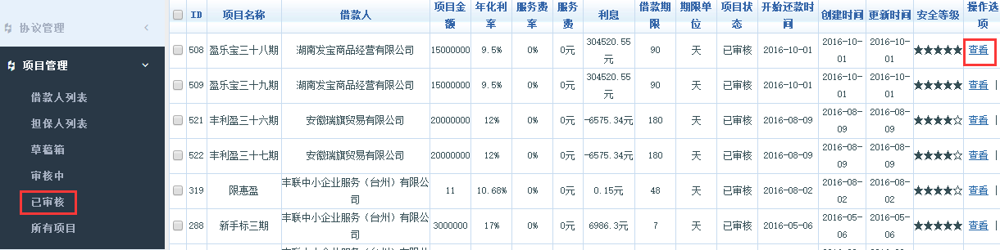 协议管理
项目管理
借款人列表
担保人列表
草稿箱
审核中
已审核
所有项目
ID 项目名称 借款人 项目金额 年化利率 服务费率 服务费 利息 借款期限 期限单位 项目状态 开始还款时间 创建时间 更新时间 安全等级 操作选项
508 盈乐宝三十八期 湖南发宝商品经营有限公司 15000000 9.5% 0% 0元 304520.55元 90 天 已审核 2016-10-01 2016-10-01 2016-10-01 ★★★★★ 查看
509 盈乐宝三十九期 湖南发宝商品经营有限公司 15000000 9.5% 0% 0元 304520.55元 90 天 已审核 2016-10-01 2016-10-01 2016-10-01 ★★★★★ 查看 |
521 丰利盈三十六期 安徽瑞旗贸易有限公司 20000000 12% 0% 0元 -6575.34元 180 天 已审核 2016-08-09 2016-08-09 2016-08-09 ★★★★☆ 查看 |
522 丰利盈三十七期 安徽瑞旗贸易有限公司 20000000 12% 0% 0元 -6575.34元 180 天 已审核 2016-08-09 2016-08-09 2016-08-09 ★★★★☆ 查看 |
319 限惠盈 丰联中小企业服务（台州）有限公司 11 10.68% 0% 0元 0.15元 48 天 已审核 2016-08-02 2016-08-02 2016-08-02 ★★★★☆ 查看 |
288 新手标三期 丰联中小企业服务（台州）有限公司 3000000 17% 0% 0元 6986.3元 7 天 已审核 2016-05-06 2016-05-06 2016-05-06 ★★★★★ 查看 |